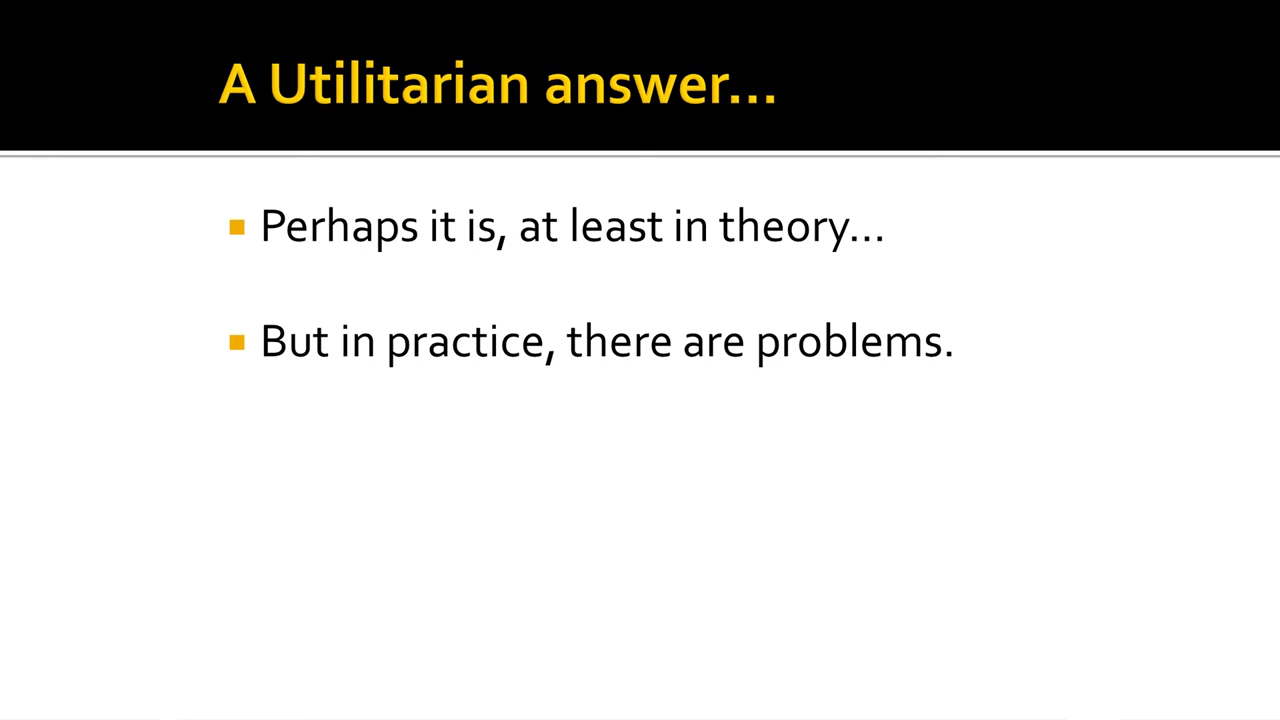 A Utilitarian answer...
Perhaps it is, at least in theory...
But in practice, there are problems.